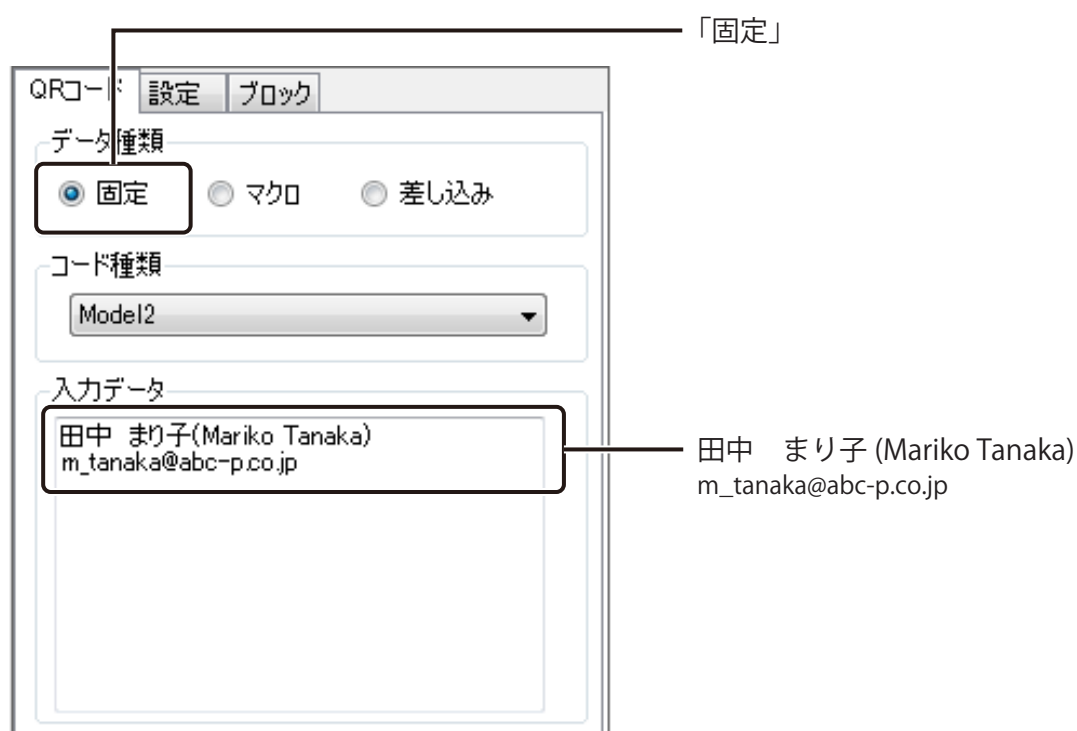 「固定」
QRコード 設定 ブロック
データ種類
固定 マクロ 差し込み
コード種類
Model2
入力データ
田中　まり子(Mariko Tanaka)
m_tanaka@abc-p.co.jp
田中　まり子 (Mariko Tanaka)
m_tanaka@abc-p.co.jp